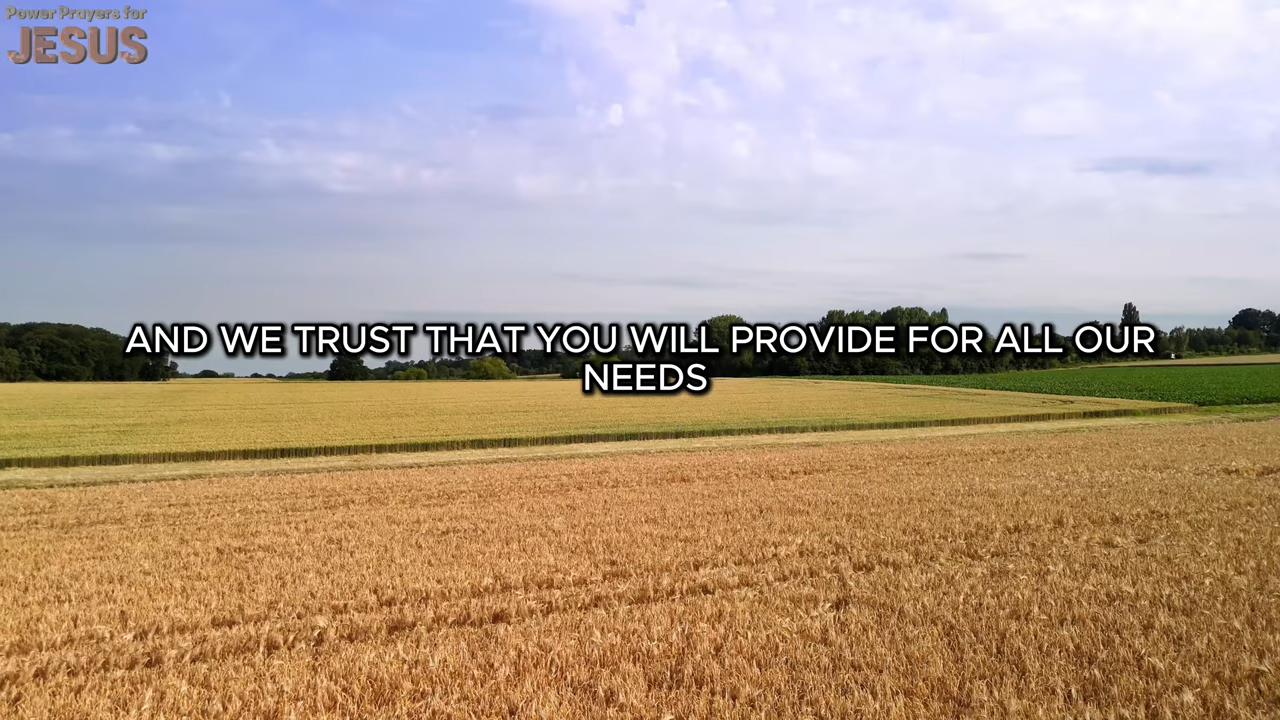 Power Prayers for
JESUS
AND WE TRUST THAT YOU WILL PROVIDE FOR ALL OUR
NEEDS